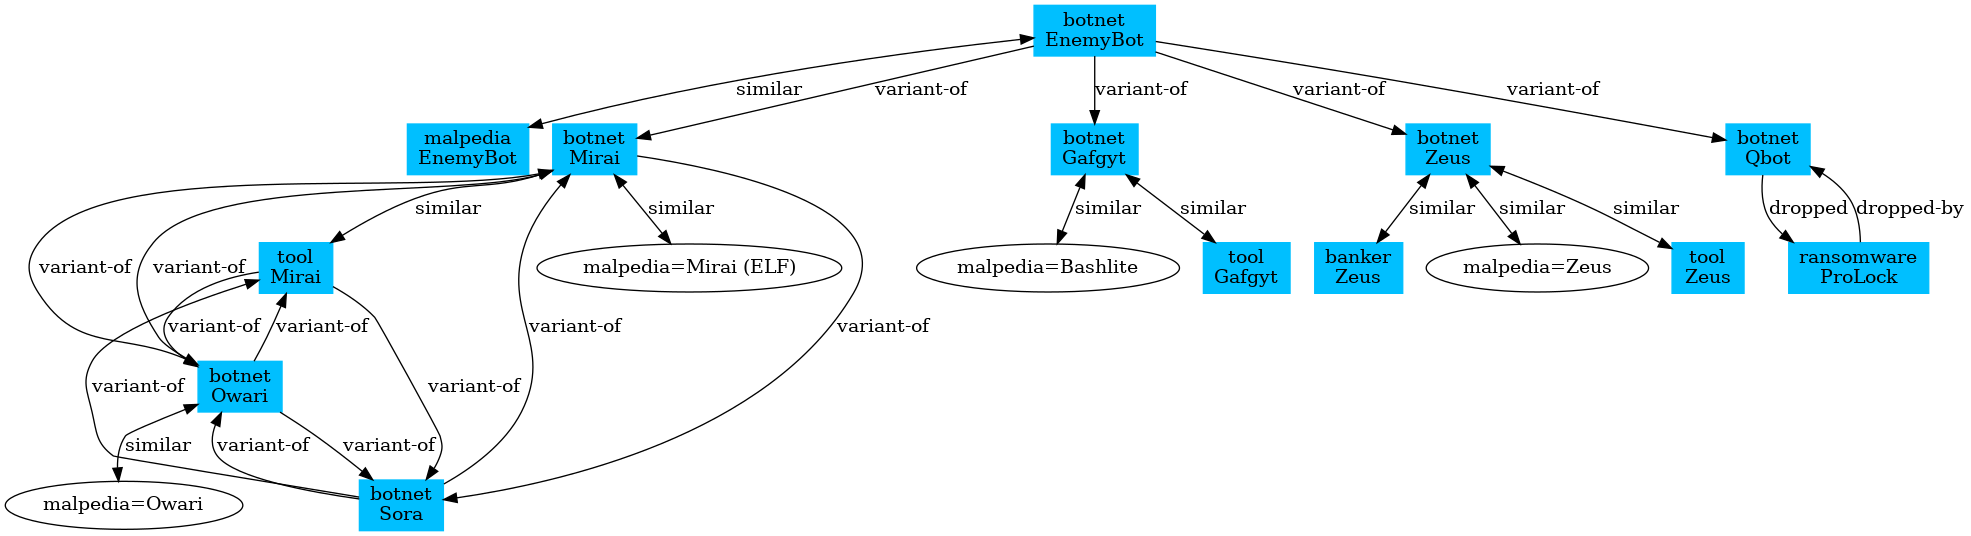 botnet
EnemyBot
similar
variant-of
variant-of
variant-of
variant-of
malpedia
EnemyBot
botnet
Mirai
botnet
Gafgyt
botnet
Zeus
botnet
Qbot
similar
similar
similar
similar
similar
similar
similar
dropped
dropped-by
variant-of
variant-of
tool
Mirai
malpedia=Mirai (ELF)
malpedia=Bashlite
tool
Gafgyt
banker
Zeus
malpedia=Zeus
tool
Zeus
ransomware
ProLock
variant-of
variant-of
variant-of
variant-of
variant-of
botnet
Owari
variant-of
similar
variant-of
variant-of
malpedia=Owari
botnet
Sora